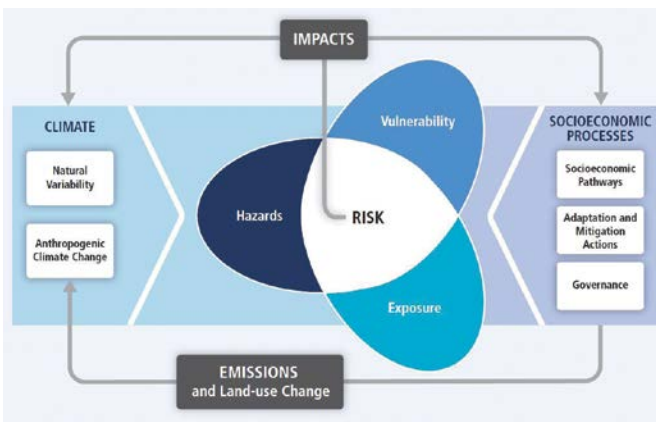 IMPACTS
CLIMATE
Natural
Variability
Anthropogenic
Climate Change
Vulnerability
Hazards
RISK
Exposure
SOCIOECONOMIC
PROCESSES
Socioeconomic
Pathways
Adaptation and
Mitigation
Actions
Governance
EMISSIONS
and Land-use Change